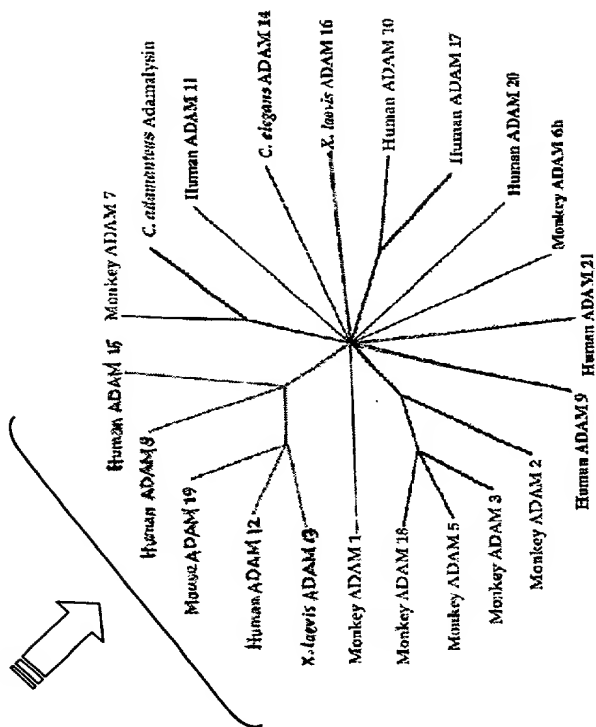 Monkey ADAM 7
C. adamanteus Adamalysin
Human ADAM 11
C. elegans ADAM 14
X. laevis ADAM 16
Human ADAM 10
Human ADAM 17
Human ADAM 20
Monkey ADAM 6h
Human ADAM 21
Human ADAM 9
Monkey ADAM 2
Monkey ADAM 3
Monkey ADAM 5
Monkey ADAM 18
Monkey ADAM 1
X. laevis ADAM 13
Human ADAM 12
Mouse ADAM 19
Human ADAM 8
Human ADAM 15